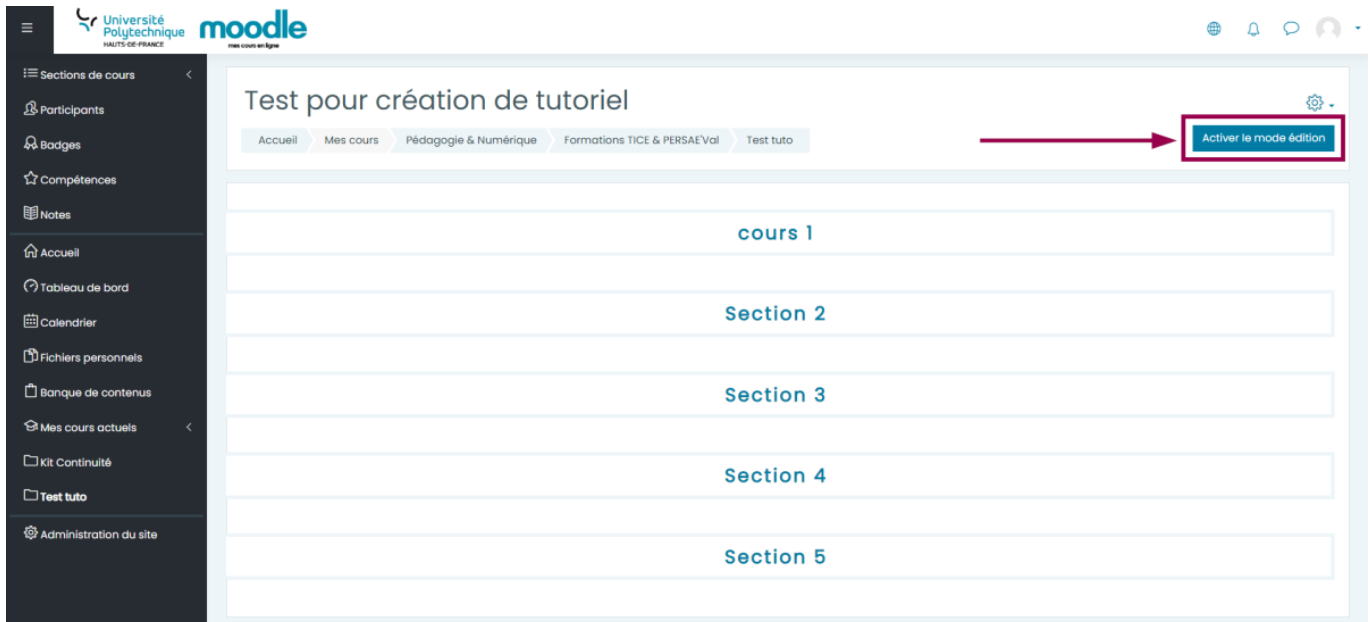 Université
Polytechnique
HAUTS-DE-FRANCE
moodle
mes cours en ligne
Sections de cours
Participants
Badges
Compétences
Notes
Accueil
Tableau de bord
Calendrier
Fichiers personnels
Banque de contenus
Mes cours actuels
Kit Continuité
Test tuto
Administration du site
Test pour création de tutoriel
Accueil Mes cours Pédagogie & Numérique Formations TICE & PERSAE'Val Test tuto
Activer le mode édition
cours 1
Section 2
Section 3
Section 4
Section 5